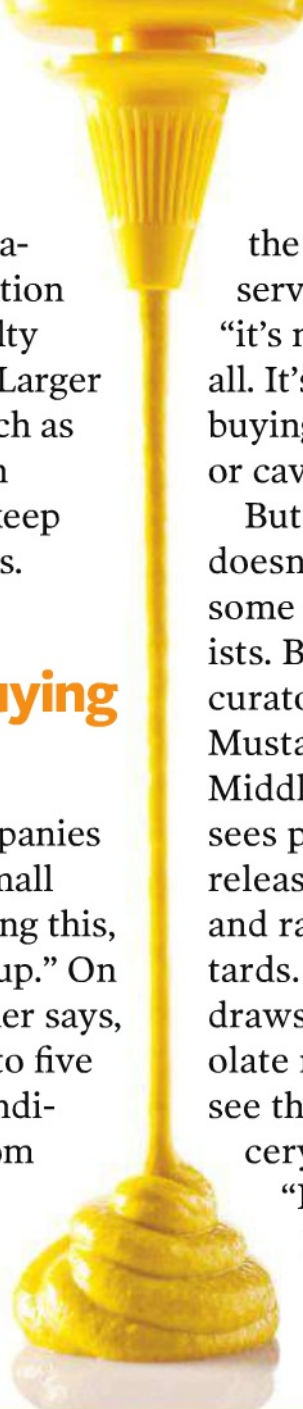 a-
tion
lty
Larger
ch as
n
keep
s.
uying
panies
mall
ng this,
up.” On
er says,
to five
ndi-
om
the
serv
“it’s
all. It’s
buying
or cav
But
doesn
some
ists. B
curato
Musta
Middl
sees p
releas
and ra
tards.
draws
olate
see th
cery